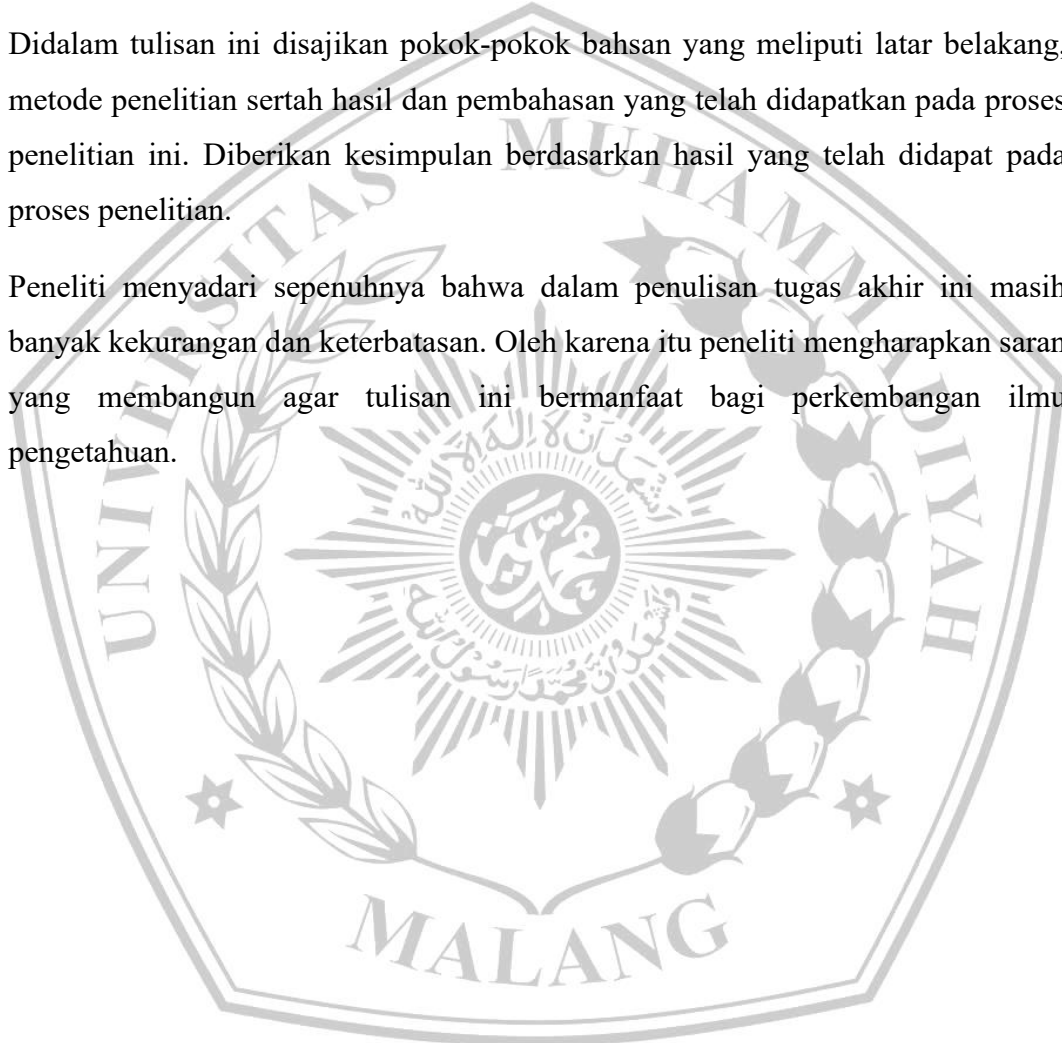 Didalam tulisan ini disajikan pokok-pokok bahsan yang meliputi latar belakang,
metode penelitian sertah hasil dan pembahasan yang telah didapatkan pada proses
penelitian ini. Diberikan kesimpulan berdasarkan hasil yang telah didapat pada
proses penelitian.
Peneliti menyadari sepenuhnya bahwa dalam penulisan tugas akhir ini masih
banyak kekurangan dan keterbatasan. Oleh karena itu peneliti mengharapkan saran
yang membangun agar tulisan ini bermanfaat bagi perkembangan ilmu
pengetahuan.
UNIVERSITAS MUHAMMADIYAH
MALANG